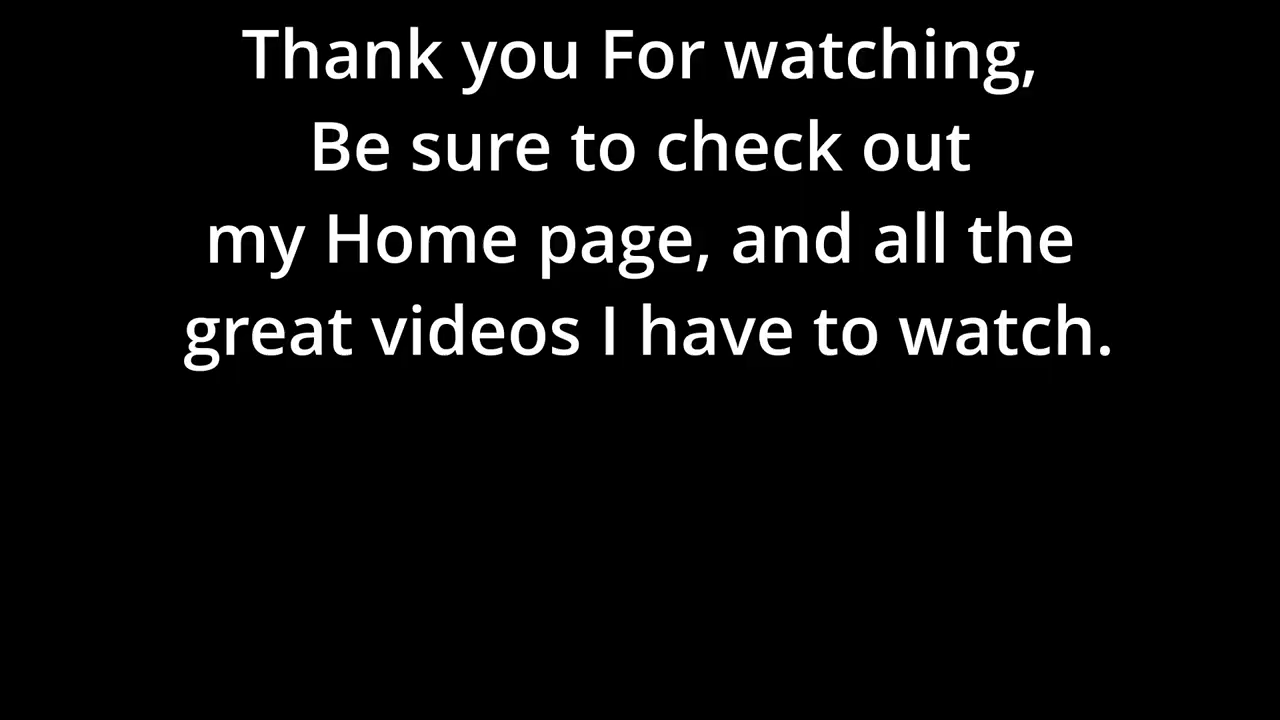 Thank you For watching,
Be sure to check out
my Home page, and all the
great videos I have to watch.